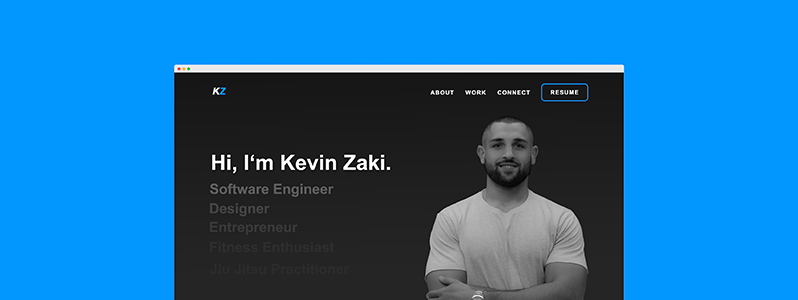 KZ
ABOUT WORK CONNECT RESUME
Hi, I‘m Kevin Zaki.
Software Engineer
Designer
Entrepreneur
Fitness Enthusiast
Jiu Jitsu Practitioner